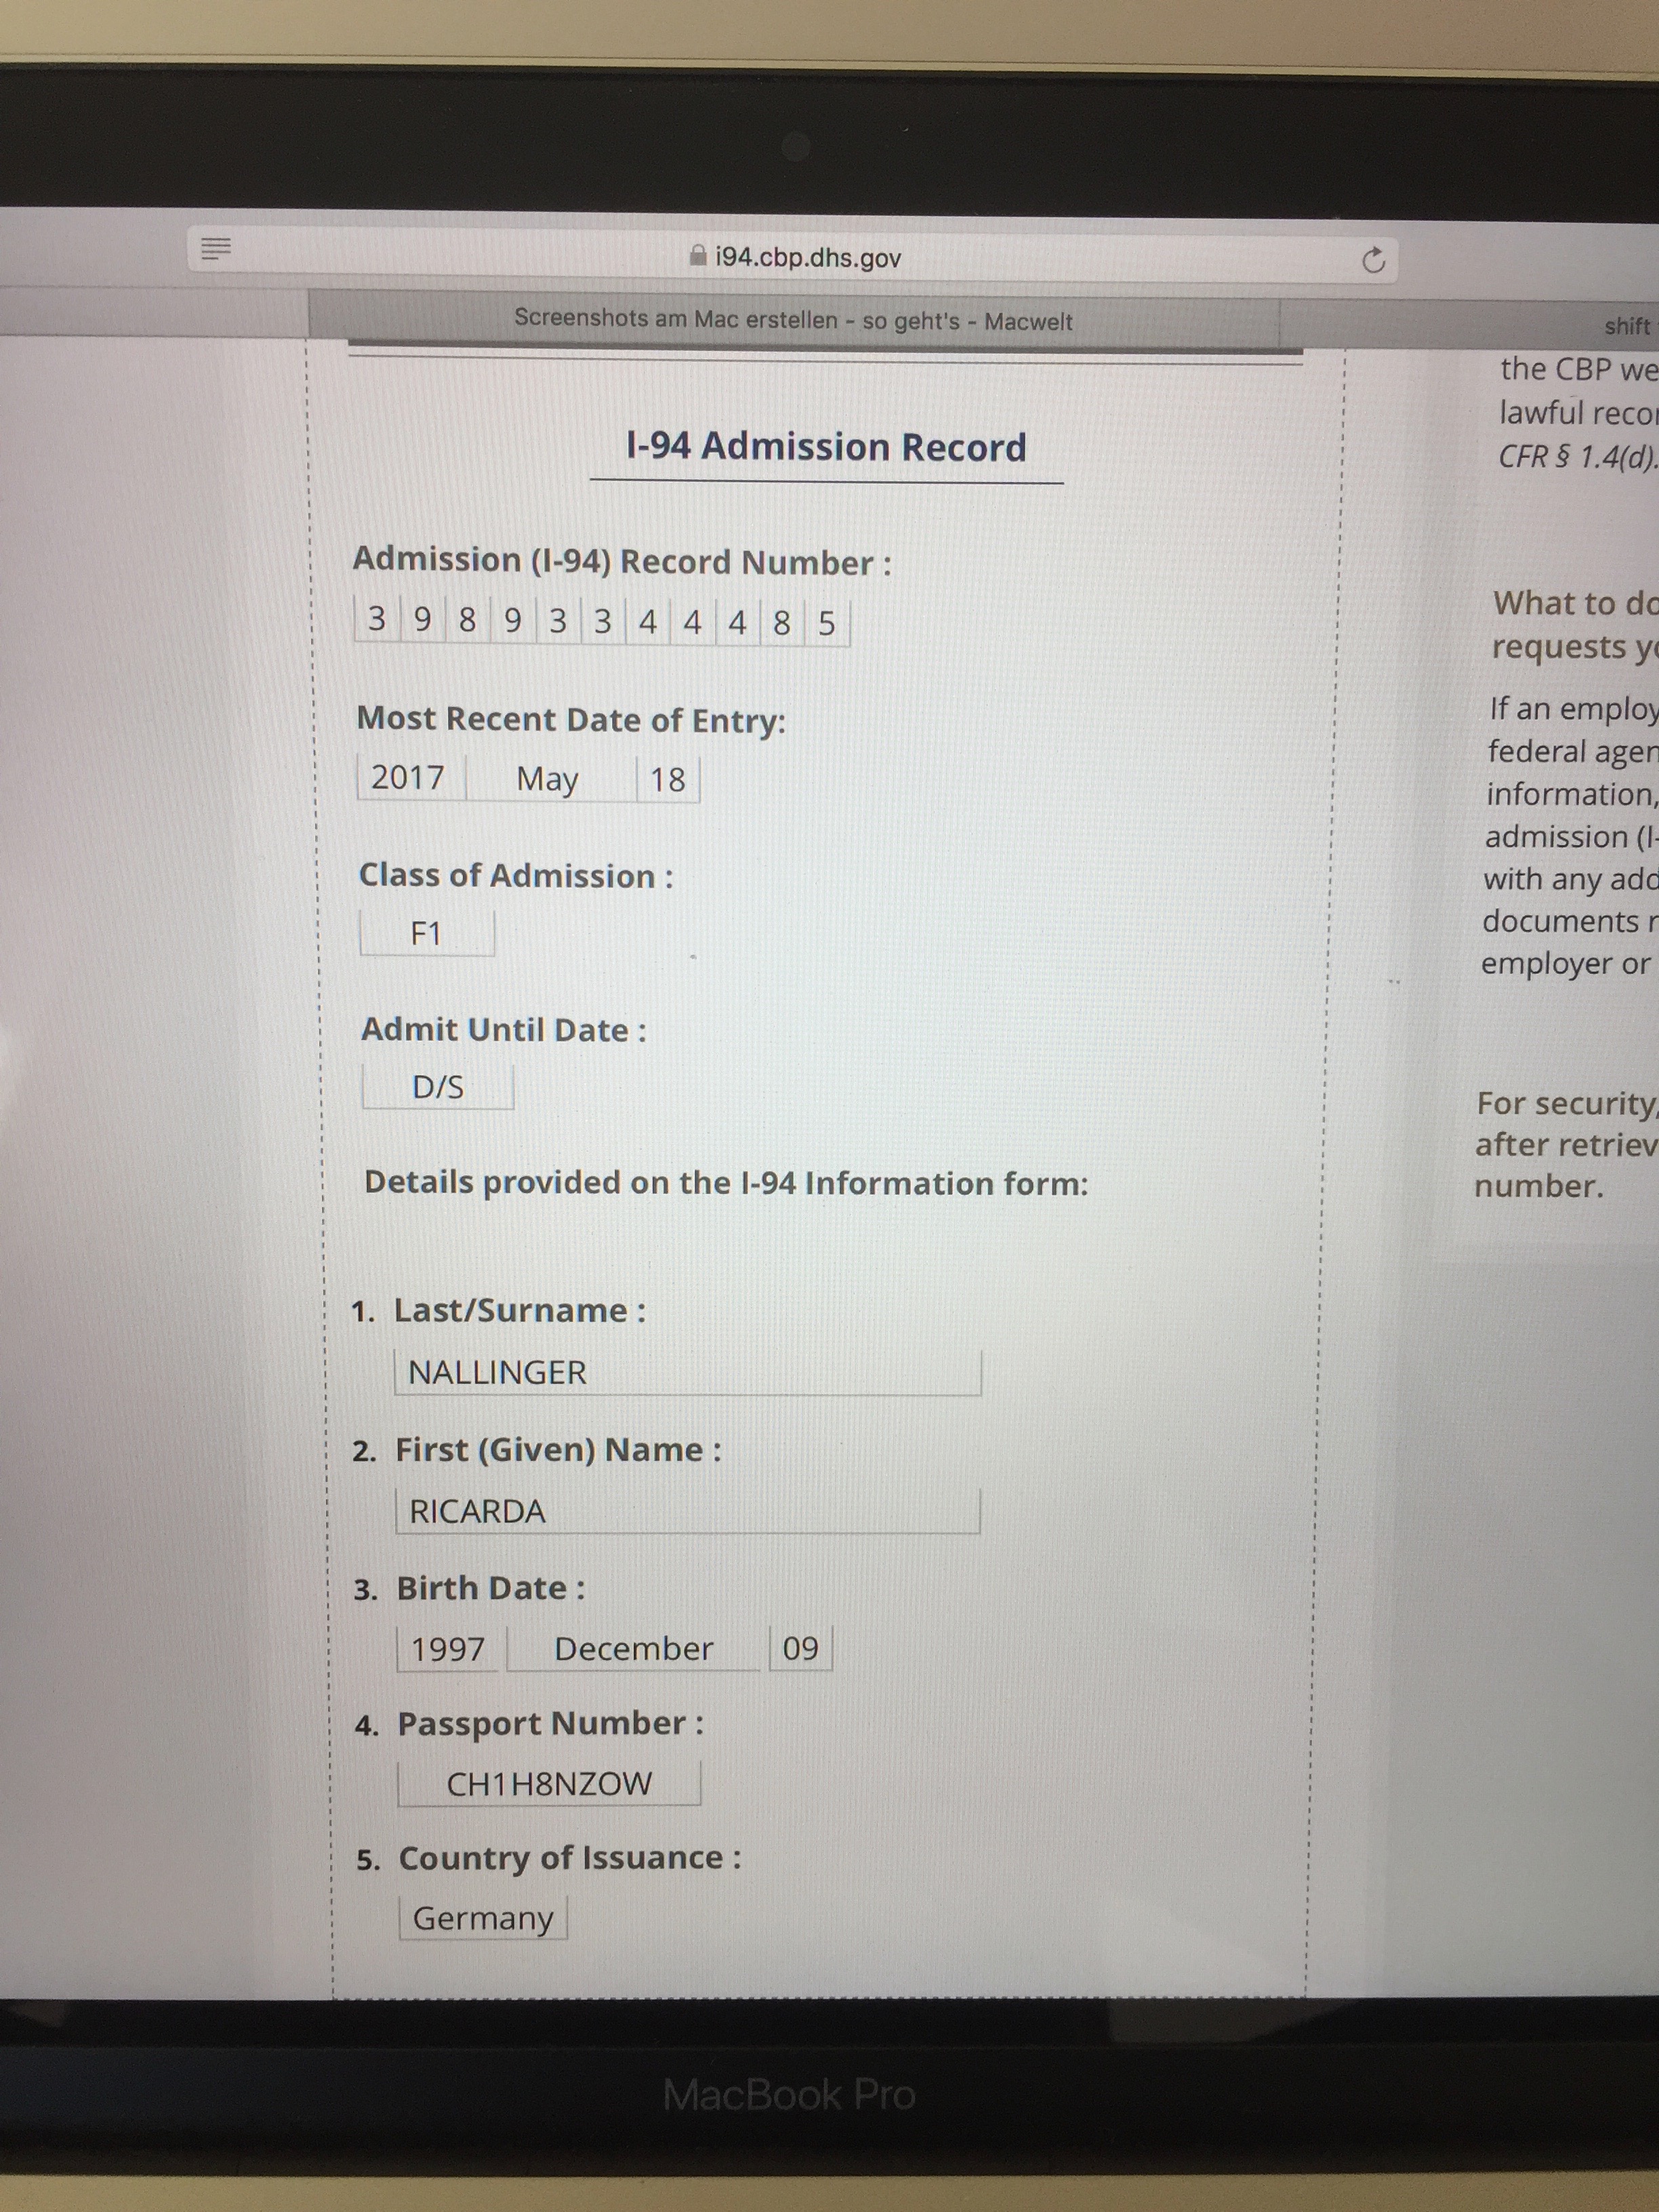 i94.cbp.dhs.gov
Screenshots am Mac erstellen - so geht's - Macwelt
shift
I-94 Admission Record
Admission (I-94) Record Number :
3 9 8 9 3 3 4 4 4 8 5
Most Recent Date of Entry:
2017 May 18
Class of Admission :
F1
Admit Until Date :
D/S
Details provided on the I-94 Information form:
1. Last/Surname :
NALLINGER
2. First (Given) Name :
RICARDA
3. Birth Date :
1997 December 09
4. Passport Number :
CH1H8NZOW
5. Country of Issuance :
Germany
the CBP we
lawful recor
CFR § 1.4(d).
What to do
requests yo
If an employ
federal agen
information,
admission (I-
with any add
documents r
employer or
For security,
after retriev
number.
MacBook Pro